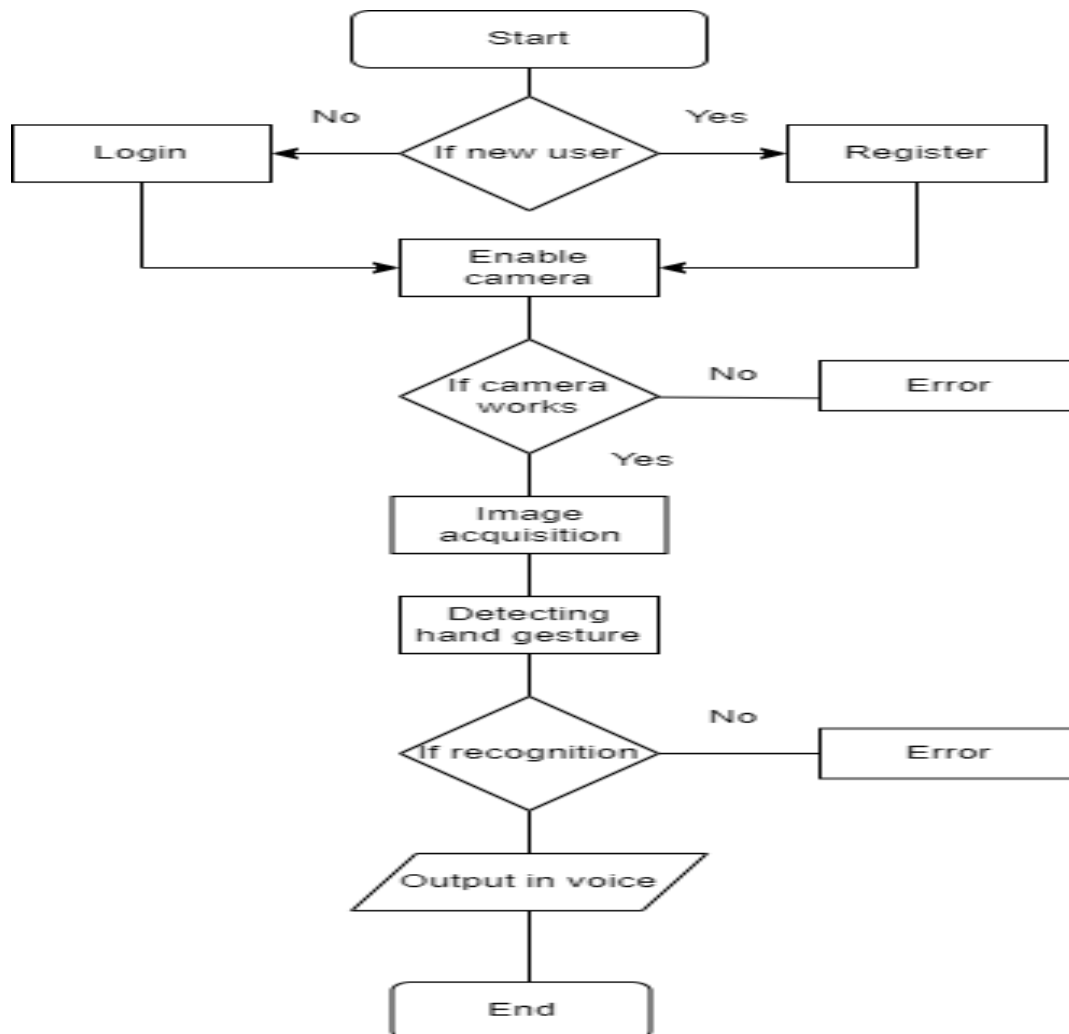 Start
No
Yes
Login
If new user
Register
Enable
camera
If camera
works
No
Error
Yes
Image
acquisition
Detecting
hand gesture
No
If recognition
Error
Output in voice
End